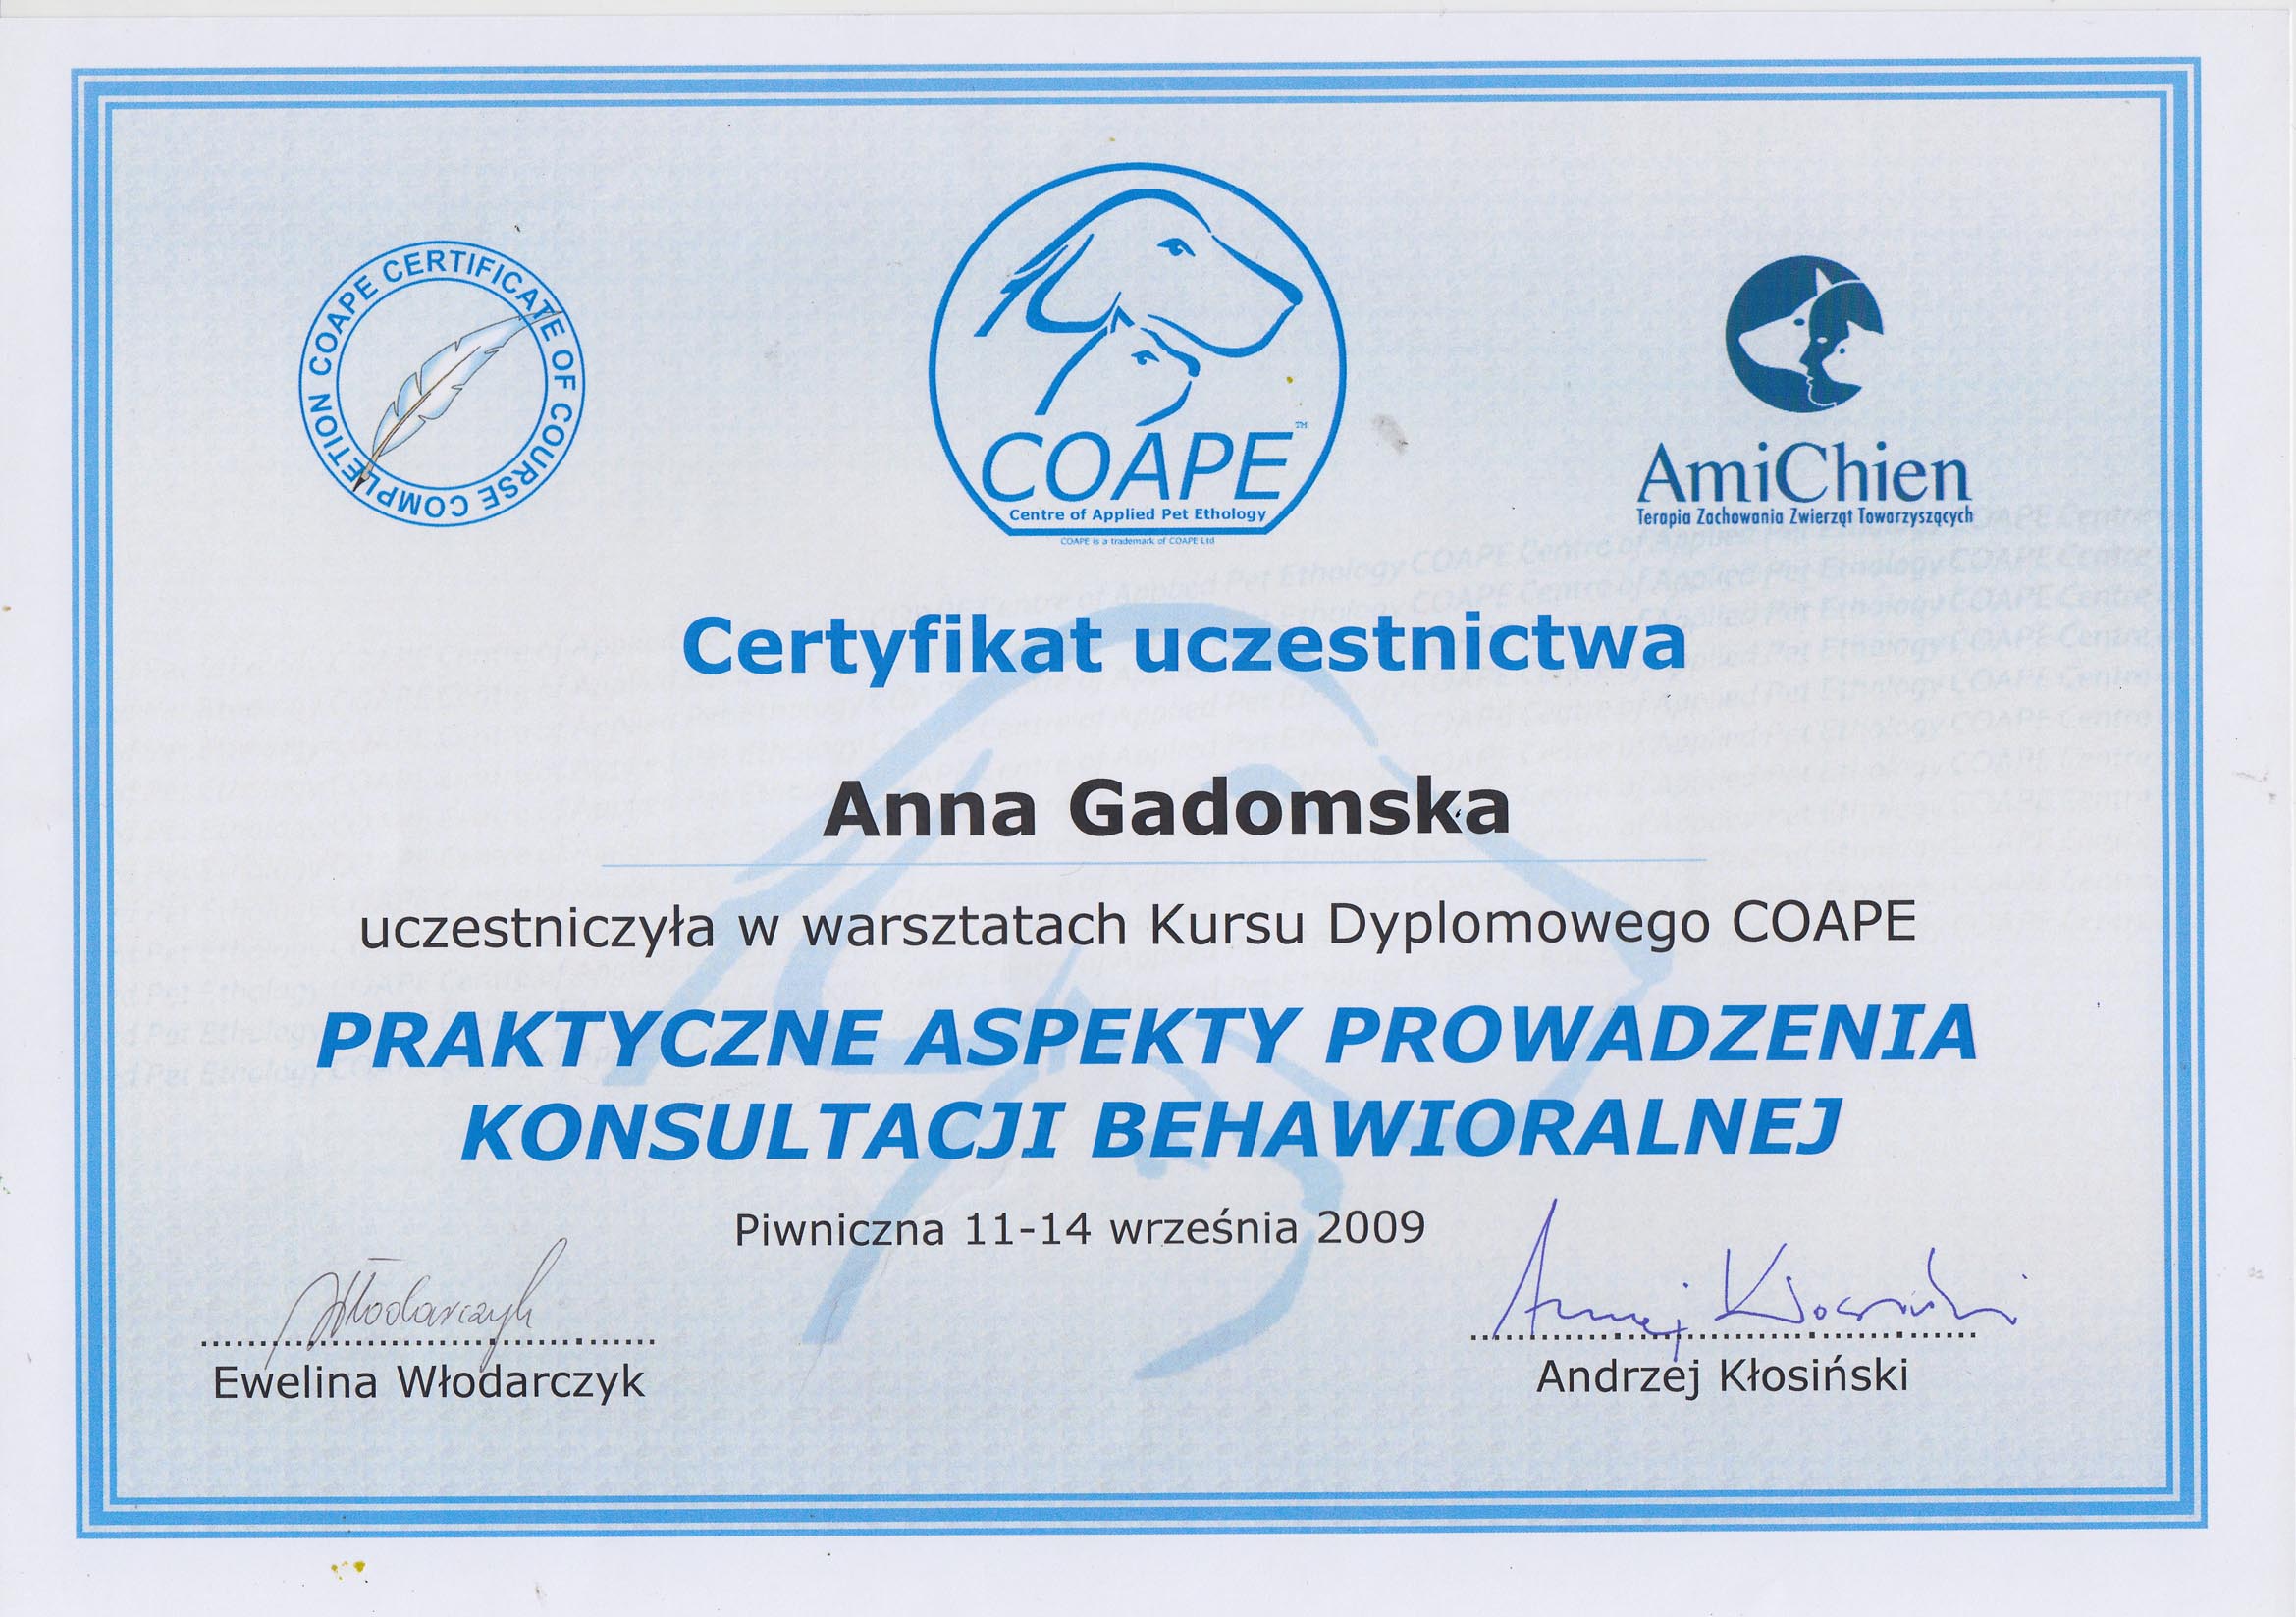 COAPE CERTIFICATE OF COURSE COMPLETION
COAPE™
Centre of Applied Pet Ethology
COAPE is a trademark of COAPE Ltd
AmiChien
Terapia Zachowania Zwierząt Towarzyszących
Certyfikat uczestnictwa
Anna Gadomska
uczestniczyła w warsztatach Kursu Dyplomowego COAPE
PRAKTYCZNE ASPEKTY PROWADZENIA
KONSULTACJI BEHAWIORALNEJ
Piwniczna 11-14 września 2009
Włodarczyk
Ewelina Włodarczyk
Andrzej Kłosiński